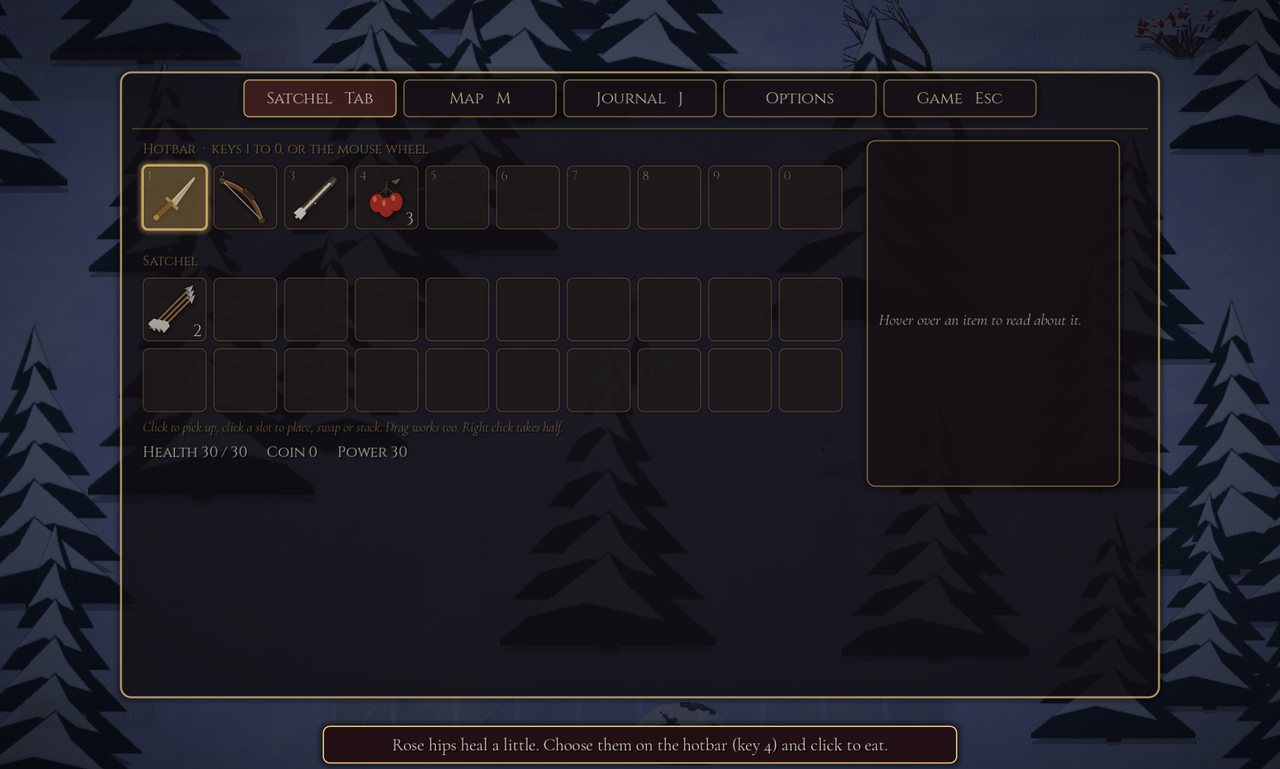 Satchel Tab
Map M
Journal J
Options
Game Esc
Hotbar · keys 1 to 0, or the mouse wheel
1 2 3 4 5 6 7 8 9 0
3
Satchel
2
Hover over an item to read about it.
Click to pick up, click a slot to place, swap or stack. Drag works too. Right click takes half.
Health 30 / 30 Coin 0 Power 30
Rose hips heal a little. Choose them on the hotbar (key 4) and click to eat.